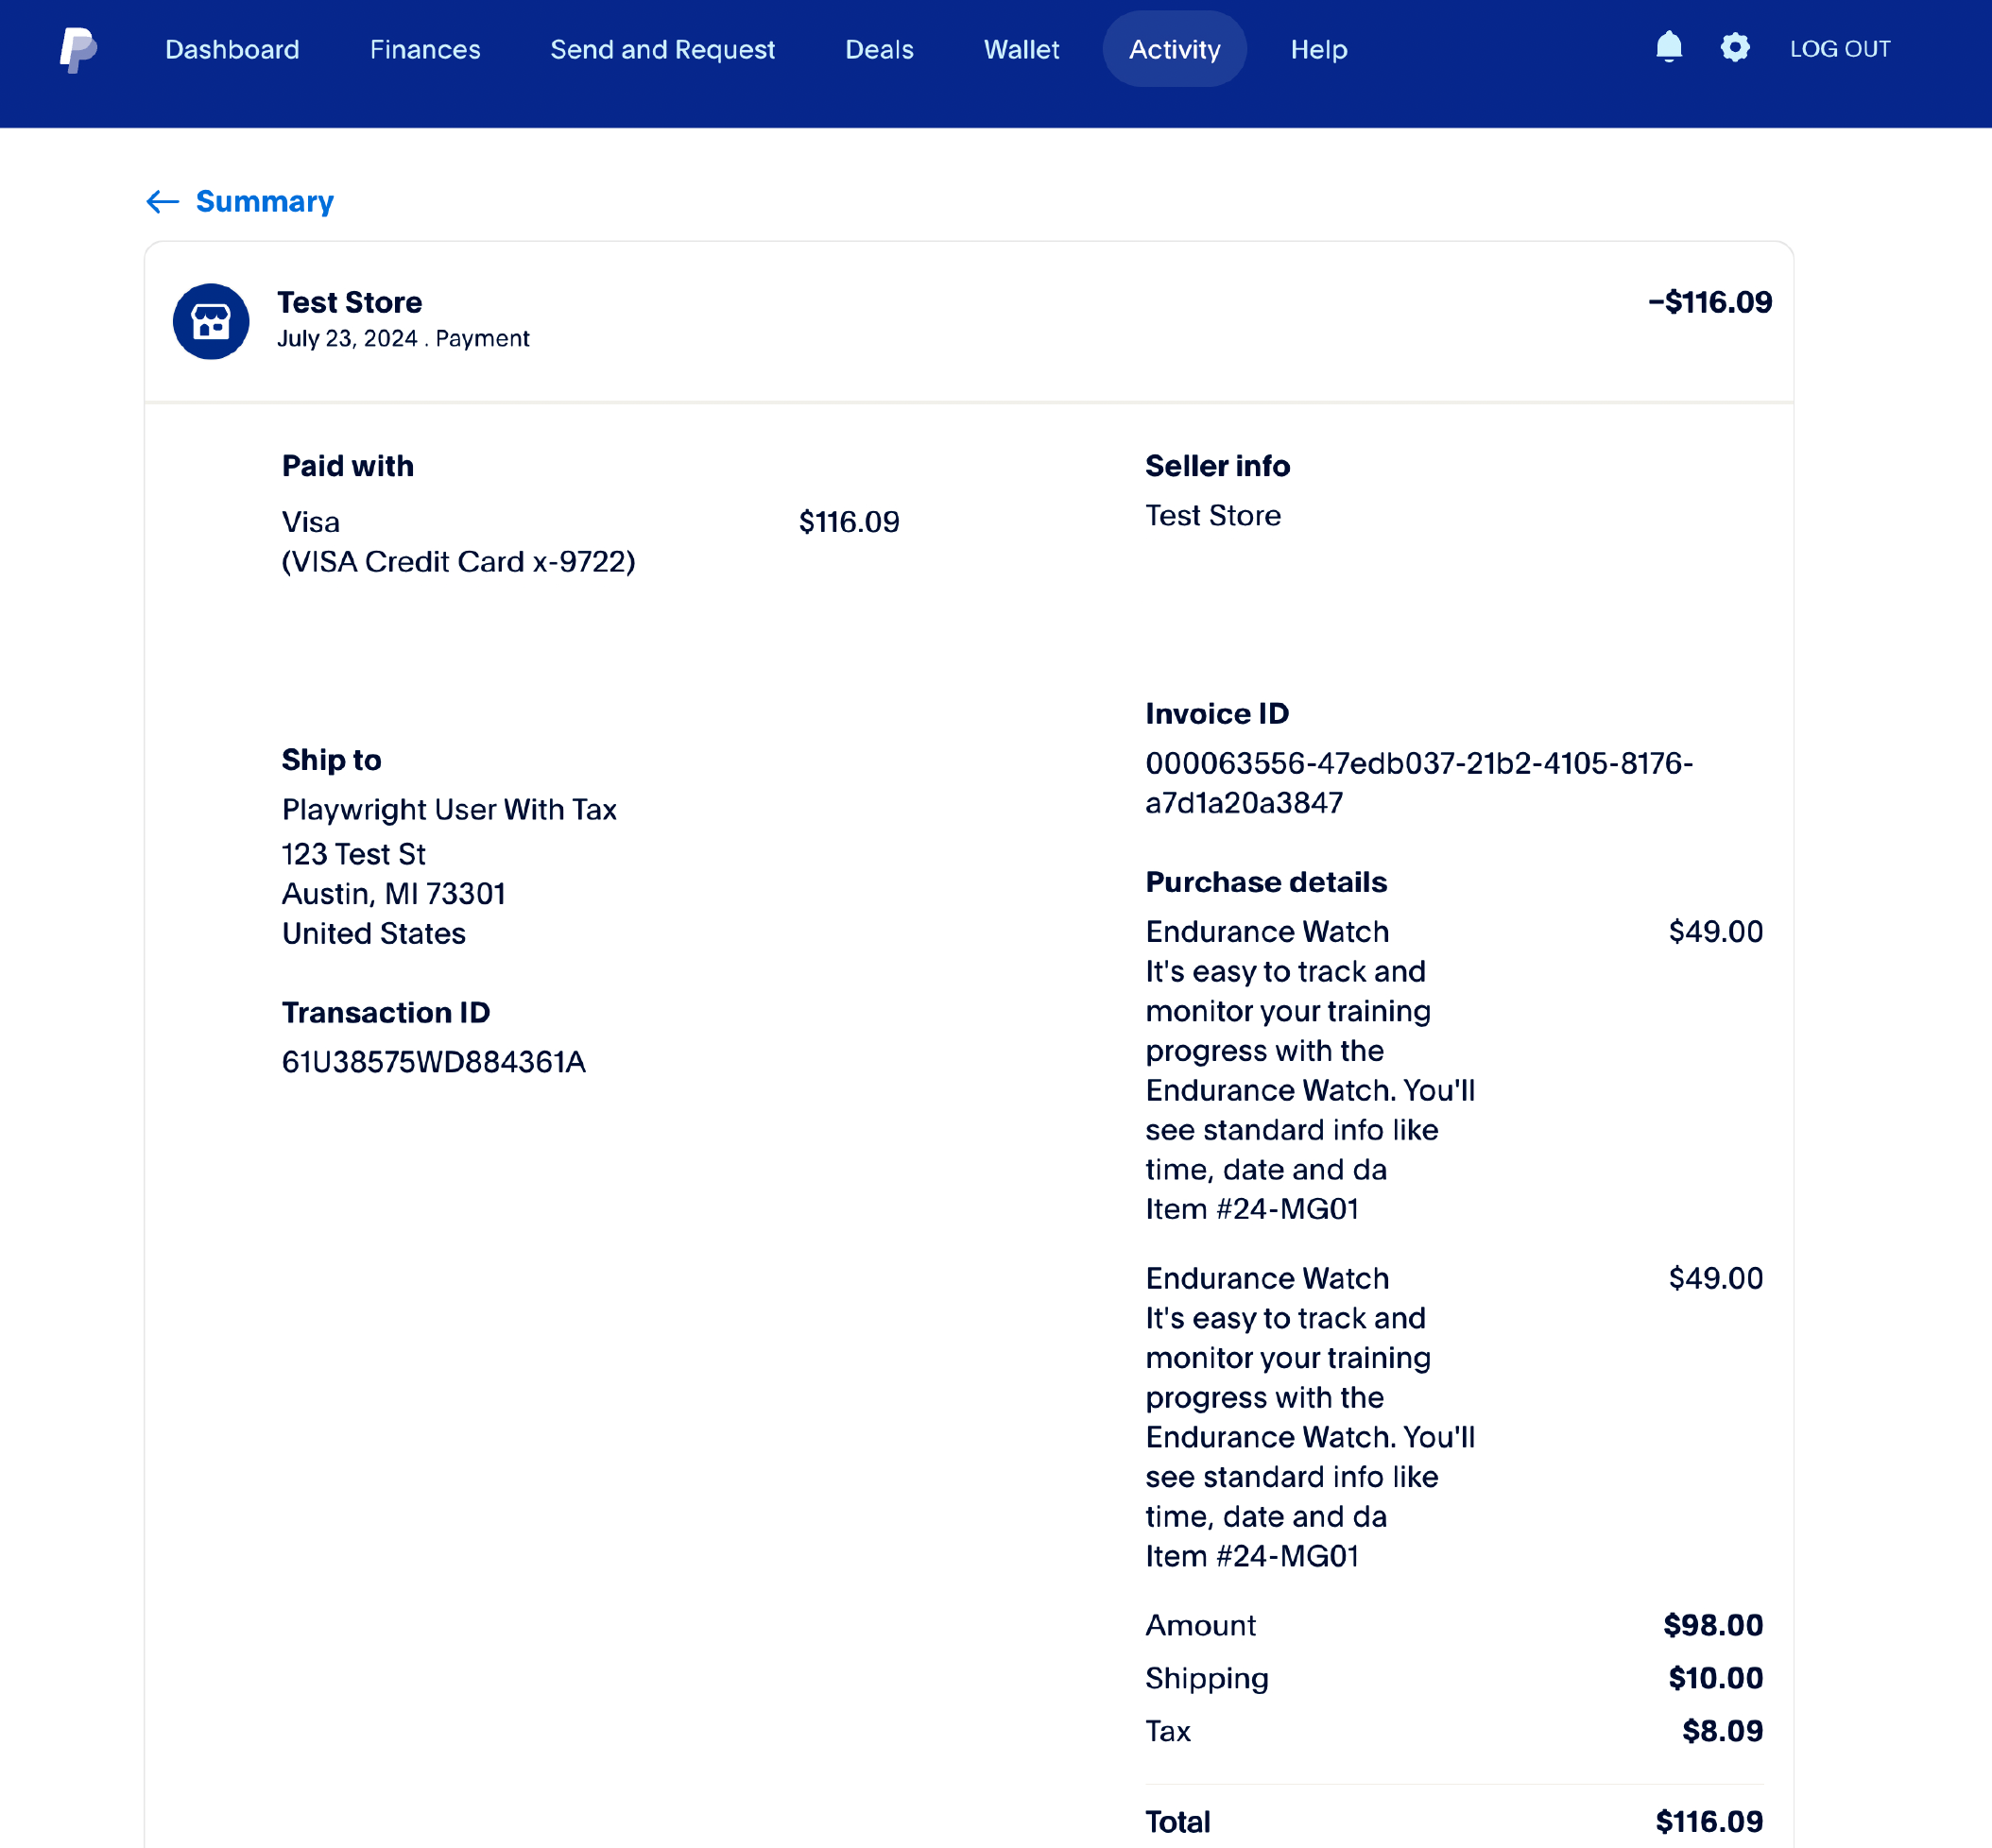 Dashboard Finances Send and Request Deals Wallet Activity Help LOG OUT
Summary
Test Store
–$116.09
July 23, 2024 . Payment
Paid with
Visa $116.09
(VISA Credit Card x-9722)
Ship to
Playwright User With Tax
123 Test St
Austin, MI 73301
United States
Transaction ID
61U38575WD884361A
Seller info
Test Store
Invoice ID
000063556-47edb037-21b2-4105-8176-
a7d1a20a3847
Purchase details
Endurance Watch $49.00
It's easy to track and
monitor your training
progress with the
Endurance Watch. You'll
see standard info like
time, date and da
Item #24-MG01
Endurance Watch $49.00
It's easy to track and
monitor your training
progress with the
Endurance Watch. You'll
see standard info like
time, date and da
Item #24-MG01
Amount $98.00
Shipping $10.00
Tax $8.09
Total $116.09